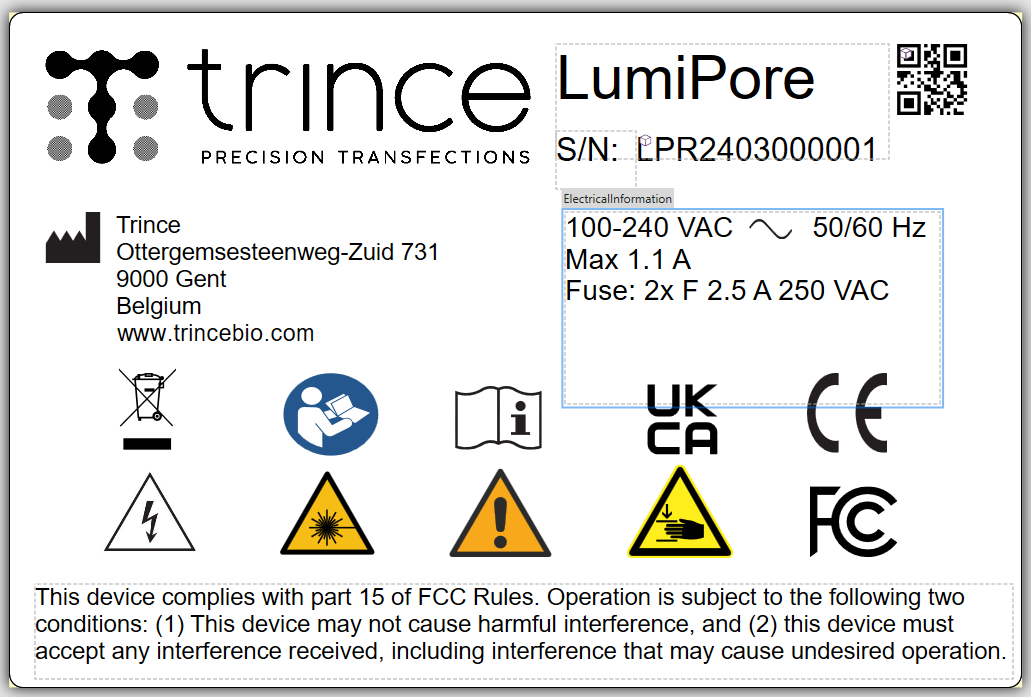 trince
PRECISION TRANSFECTIONS
LumiPore
S/N: LPR2403000001
ElectricalInformation
100-240 VAC 50/60 Hz
Max 1.1 A
Fuse: 2x F 2.5 A 250 VAC
Trince
Ottergemsesteenweg-Zuid 731
9000 Gent
Belgium
www.trincebio.com
i
UK
CA
CE
!
FC
This device complies with part 15 of FCC Rules. Operation is subject to the following two
conditions: (1) This device may not cause harmful interference, and (2) this device must
accept any interference received, including interference that may cause undesired operation.